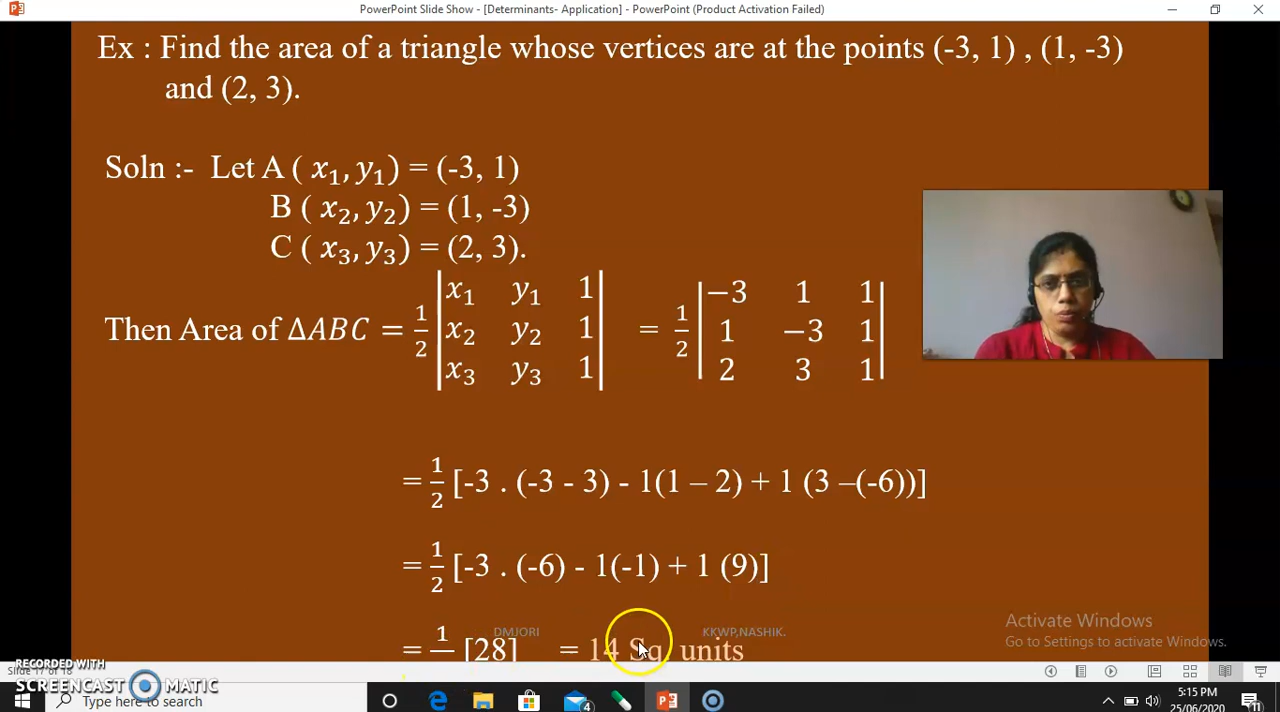 PowerPoint Slide Show - [Determinants- Application] - PowerPoint (Product Activation Failed)
Ex : Find the area of a triangle whose vertices are at the points (-3, 1) , (1, -3)
and (2, 3).
Soln :- Let A ( x₁, y₁) = (-3, 1)
B ( x₂, y₂) = (1, -3)
C ( x₃, y₃) = (2, 3).
Then Area of ΔABC = 1/2 |x₁ y₁ 1; x₂ y₂ 1; x₃ y₃ 1| = 1/2 |−3 1 1; 1 −3 1; 2 3 1|
= 1/2 [-3 . (-3 - 3) - 1(1 – 2) + 1 (3 –(-6))]
= 1/2 [-3 . (-6) - 1(-1) + 1 (9)]
DMJORI KKWP,NASHIK.
= 1 [28] = 14 Sq. units
Activate Windows
Go to Settings to activate Windows.
Slide 17 of 18
RECORDED WITH
SCREENCAST MATIC
Type here to search
4
5:15 PM
25/06/2020
11